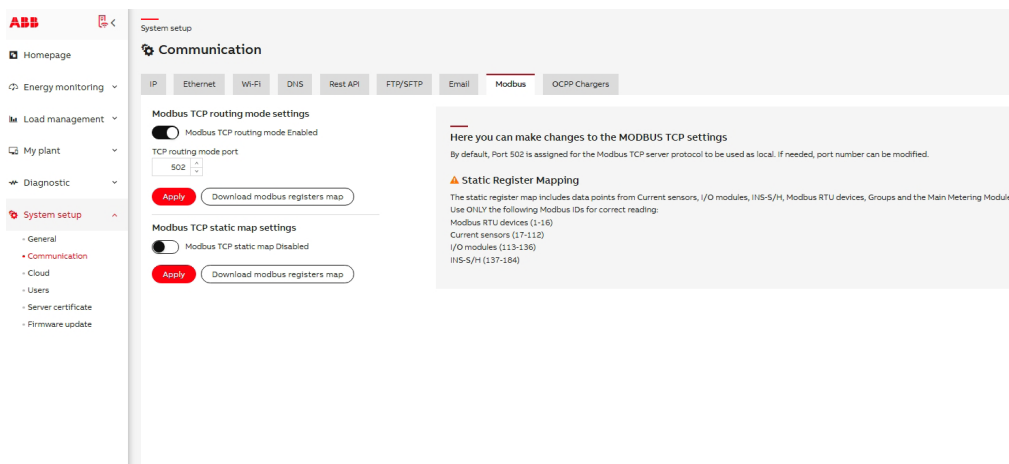 ABB
Homepage
Energy monitoring
Load management
My plant
Diagnostic
System setup
General
Communication
Cloud
Users
Server certificate
Firmware update
System setup
Communication
IP
Ethernet
Wi-Fi
DNS
Rest API
FTP/SFTP
Email
Modbus
OCPP Chargers
Modbus TCP routing mode settings
Modbus TCP routing mode Enabled
TCP routing mode port
502
Apply
Download modbus registers map
Modbus TCP static map settings
Modbus TCP static map Disabled
Apply
Download modbus registers map
Here you can make changes to the MODBUS TCP settings
By default, Port 502 is assigned for the Modbus TCP server protocol to be used as local. If needed, port number can be modified.
Static Register Mapping
The static register map includes data points from Current sensors, I/O modules, INS-S/H, Modbus RTU devices, Groups and the Main Metering Module
Use ONLY the following Modbus IDs for correct reading:
Modbus RTU devices (1-16)
Current sensors (17-112)
I/O modules (113-136)
INS-S/H (137-184)